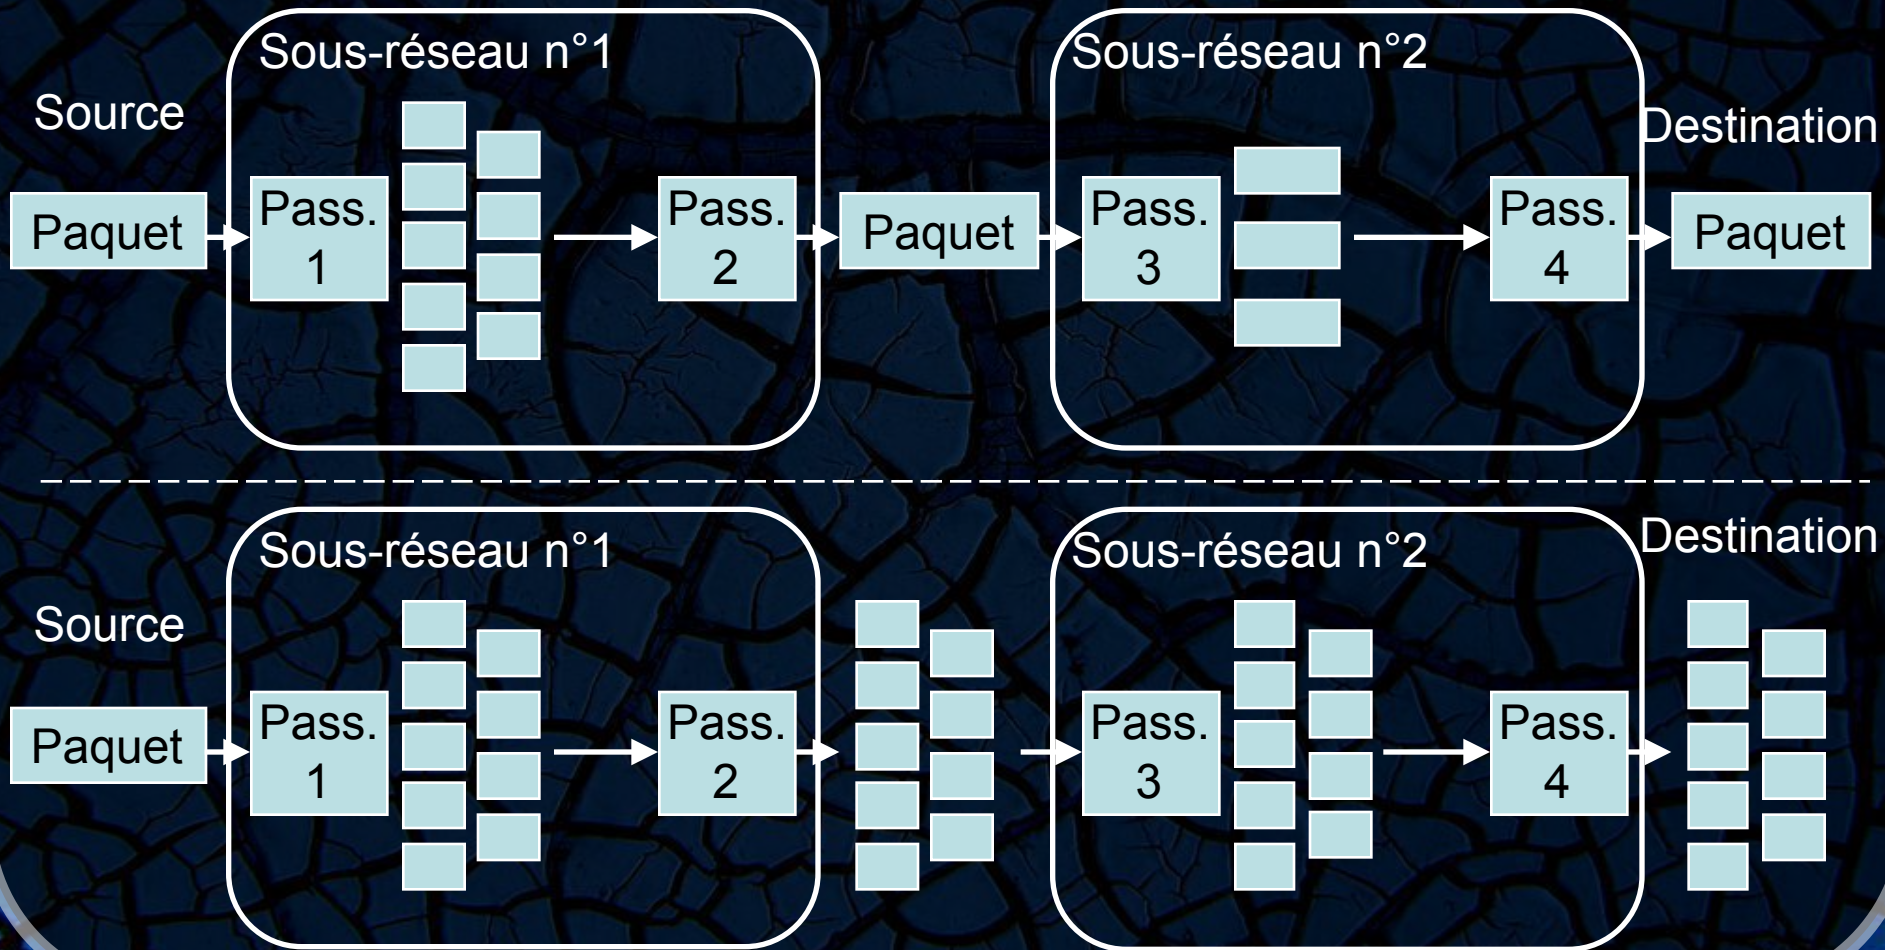 Sous-réseau n°1
Sous-réseau n°2
Source
Destination
Paquet
Pass.
1
Pass.
2
Paquet
Pass.
3
Pass.
4
Paquet
Sous-réseau n°1
Sous-réseau n°2
Destination
Source
Paquet
Pass.
1
Pass.
2
Pass.
3
Pass.
4